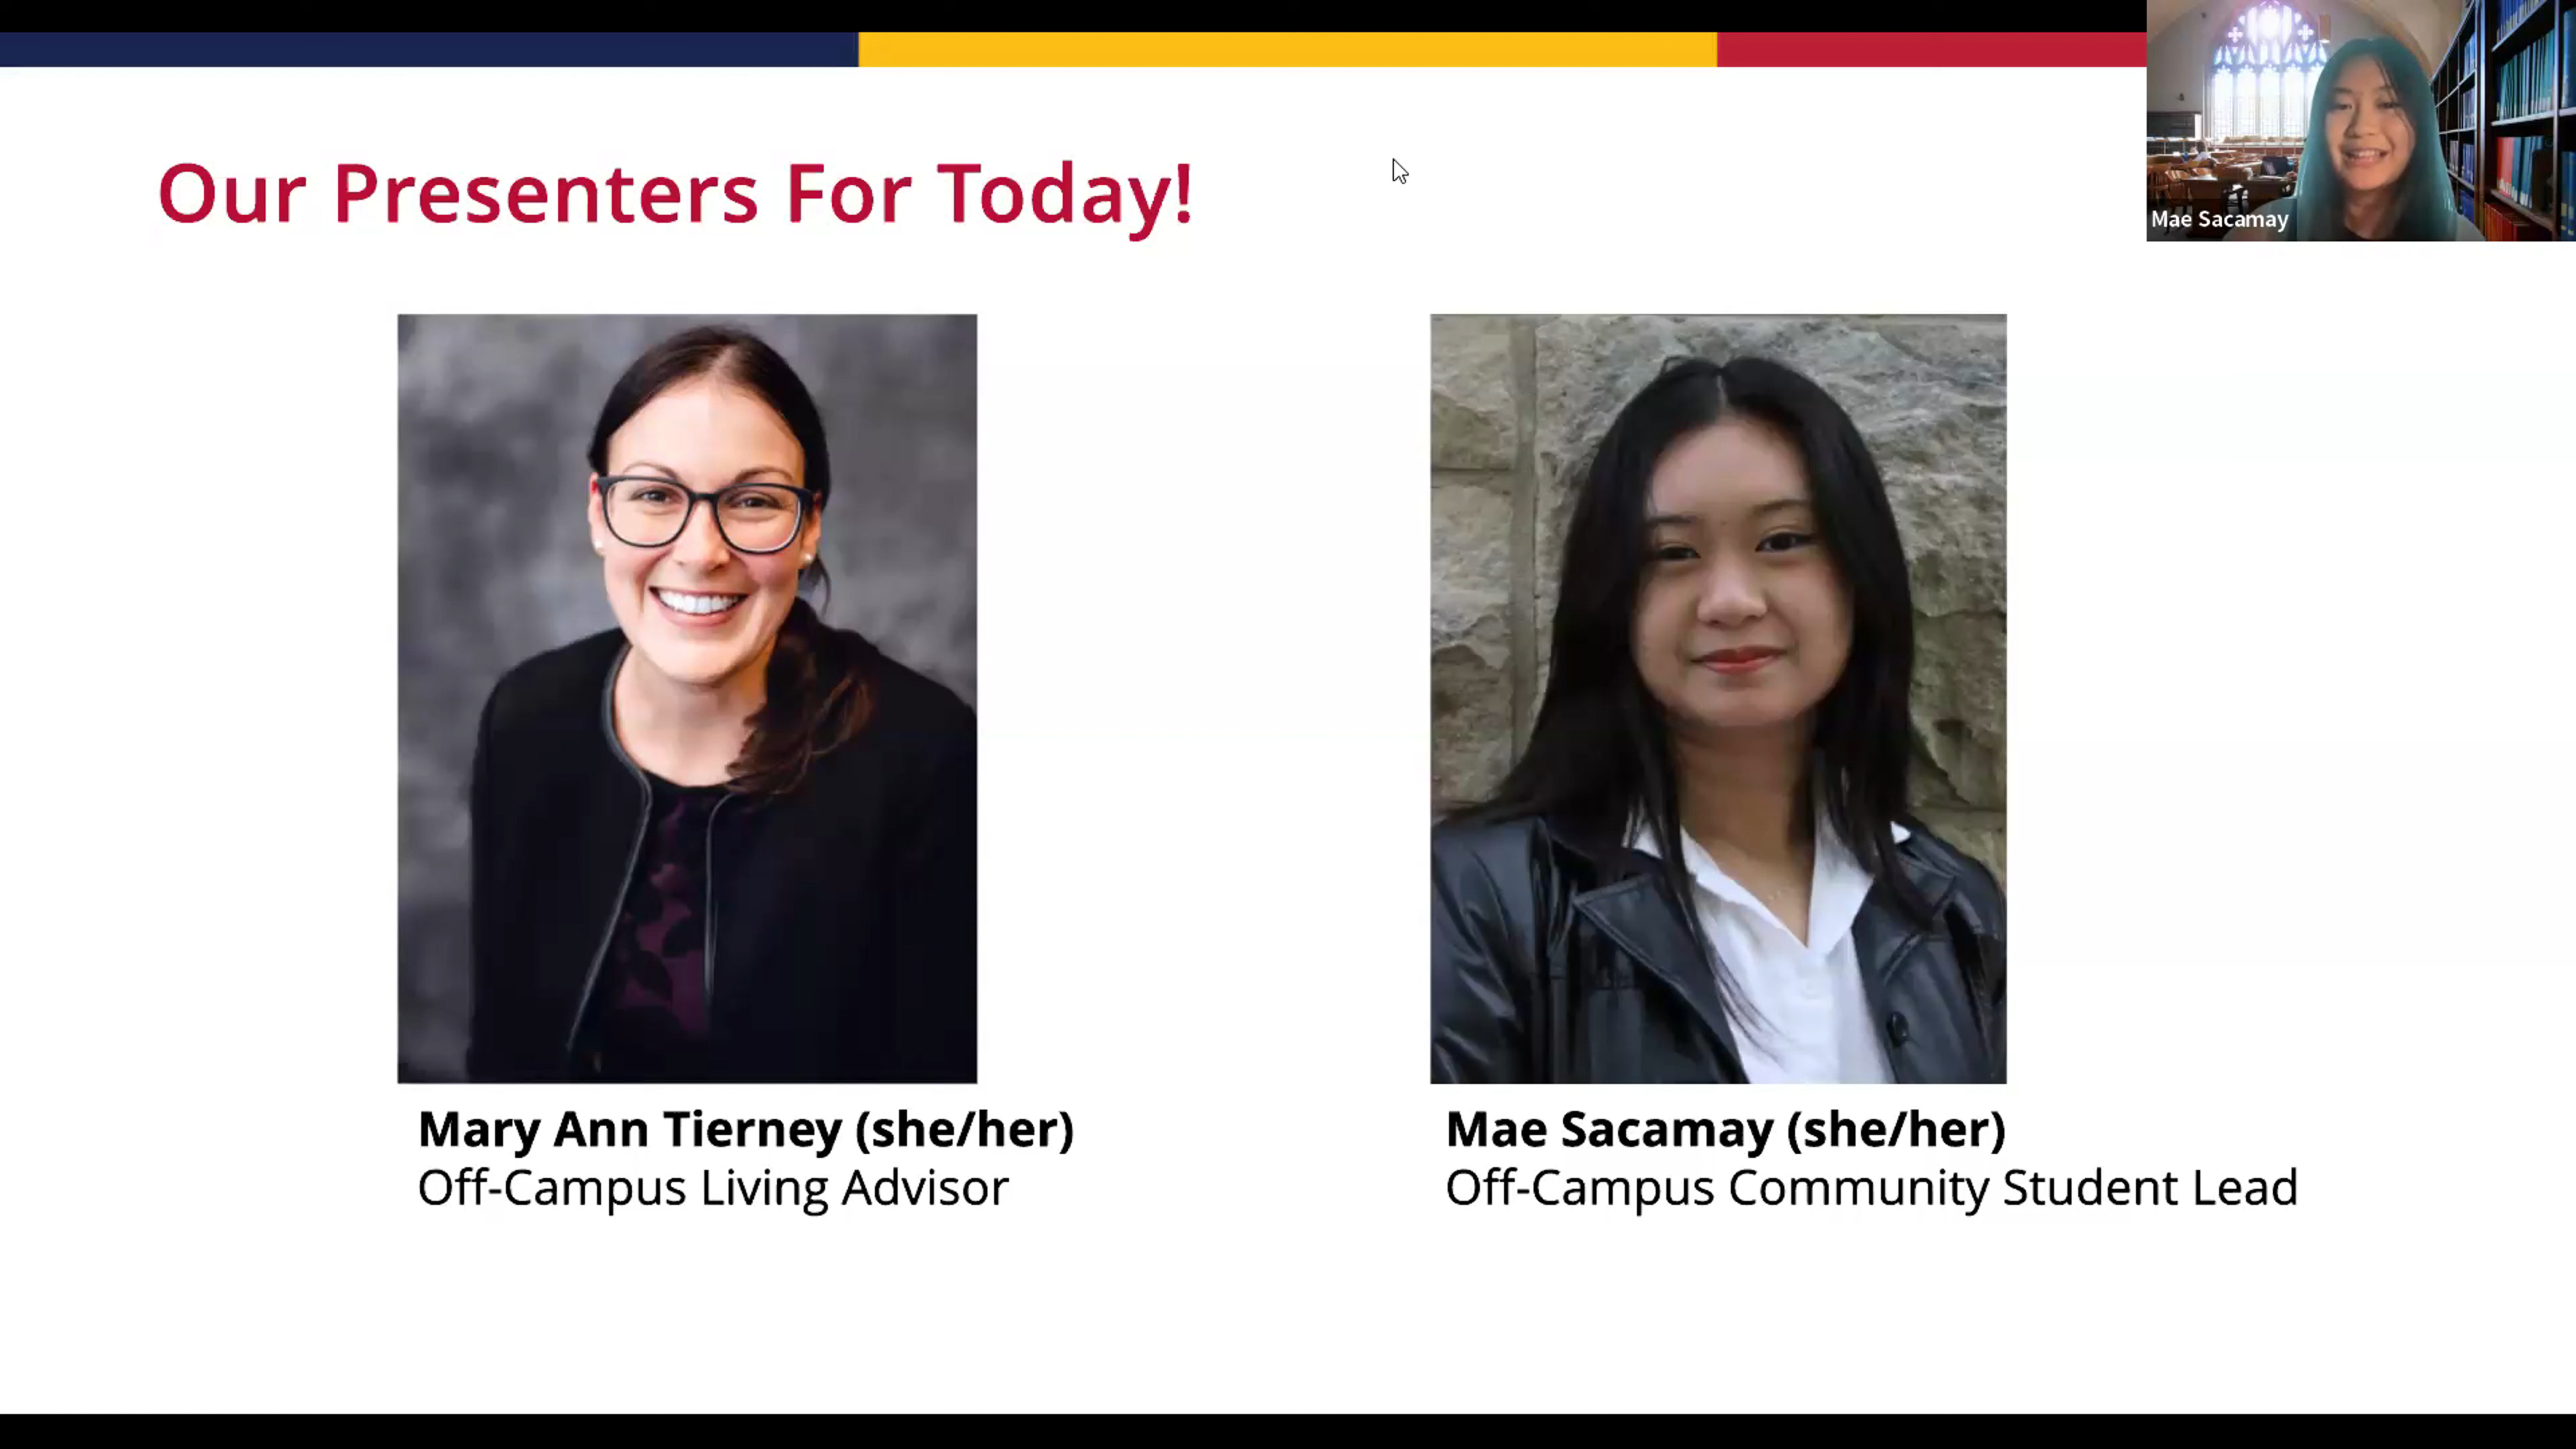 Our Presenters For Today!
Mae Sacamay
Mary Ann Tierney (she/her)
Off-Campus Living Advisor
Mae Sacamay (she/her)
Off-Campus Community Student Lead